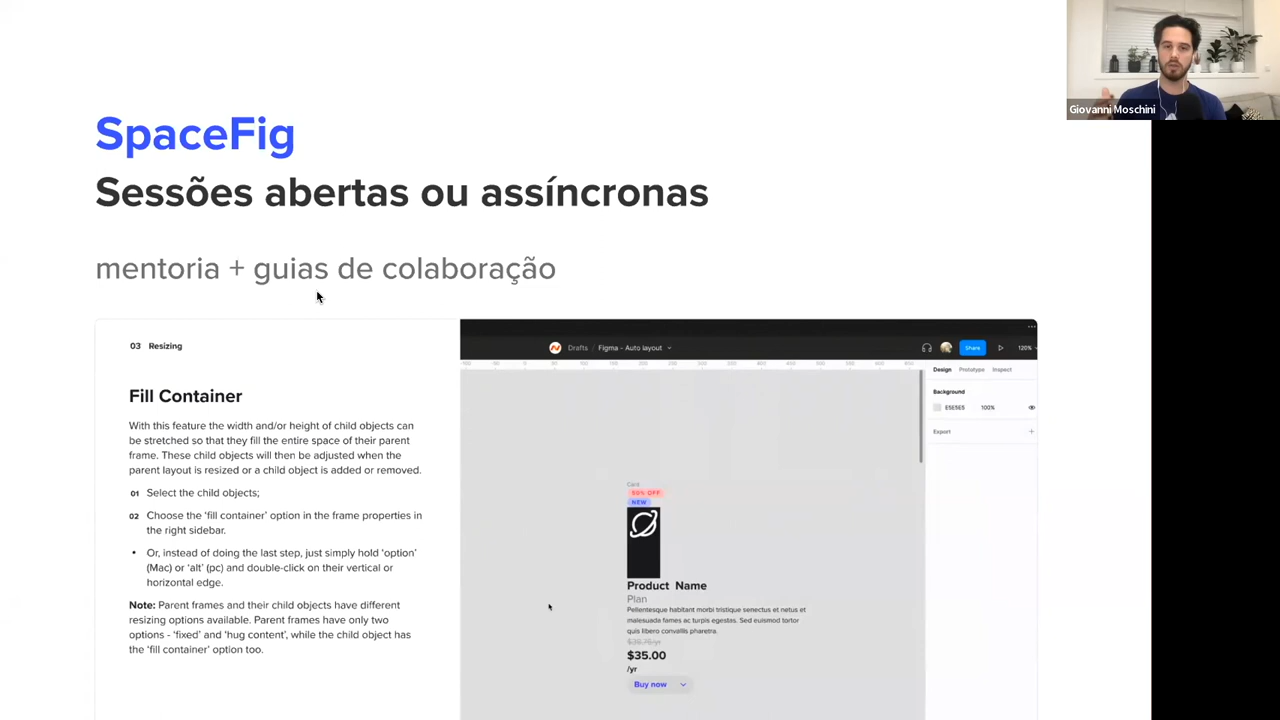 Giovanni Moschini
SpaceFig
Sessões abertas ou assíncronas
mentoria + guias de colaboração
03 Resizing
Fill Container
With this feature the width and/or height of child objects can
be stretched so that they fill the entire space of their parent
frame. These child objects will then be adjusted when the
parent layout is resized or a child object is added or removed.
01 Select the child objects;
02 Choose the 'fill container' option in the frame properties in
the right sidebar.
• Or, instead of doing the last step, just simply hold 'option'
(Mac) or 'alt' (pc) and double-click on their vertical or
horizontal edge.
Note: Parent frames and their child objects have different
resizing options available. Parent frames have only two
options - 'fixed' and 'hug content', while the child object has
the 'fill container' option too.
Drafts / Figma - Auto layout
Share
120%
Design Prototype Inspect
Background
E5E5E5 100%
Export
Card
50% OFF
NEW
Product Name
Plan
Pellentesque habitant morbi tristique senectus et netus et
malesuada fames ac turpis egestas. Sed euismod tortor
quis libero convallis pharetra.
$35.00
/yr
Buy now